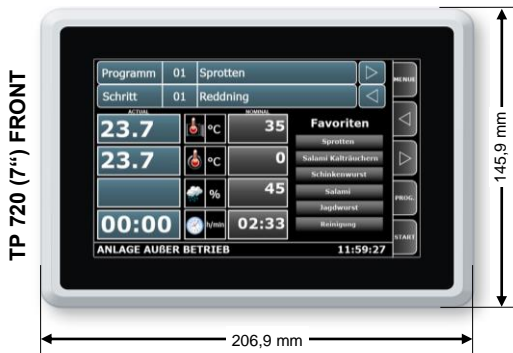 TP 720 (7“) FRONT
Programm 01 Sprotten
MENUE
Schritt 01 Reddning
ACTUAL NOMINAL
23.7 °C 35
23.7 °C 0
% 45
00:00 h/min 02:33
Favoriten
Sprotten
Salami Kalträuchern
Schinkenwurst
Salami
Jagdwurst
Reinigung
PROG.
START
ANLAGE AUßER BETRIEB 11:59:27
145,9 mm
206,9 mm